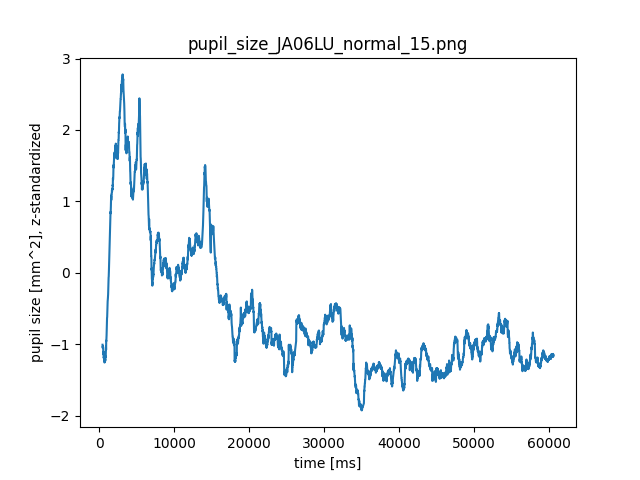 pupil_size_JA06LU_normal_15.png
pupil size [mm^2], z-standardized
3
2
1
0
−1
−2
0 10000 20000 30000 40000 50000 60000
time [ms]